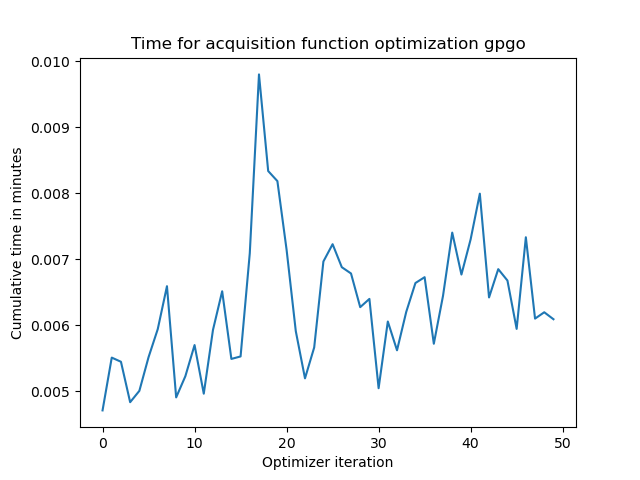 Time for acquisition function optimization gpgo
0.010
0.009
0.008
0.007
0.006
0.005
Cumulative time in minutes
0 10 20 30 40 50
Optimizer iteration